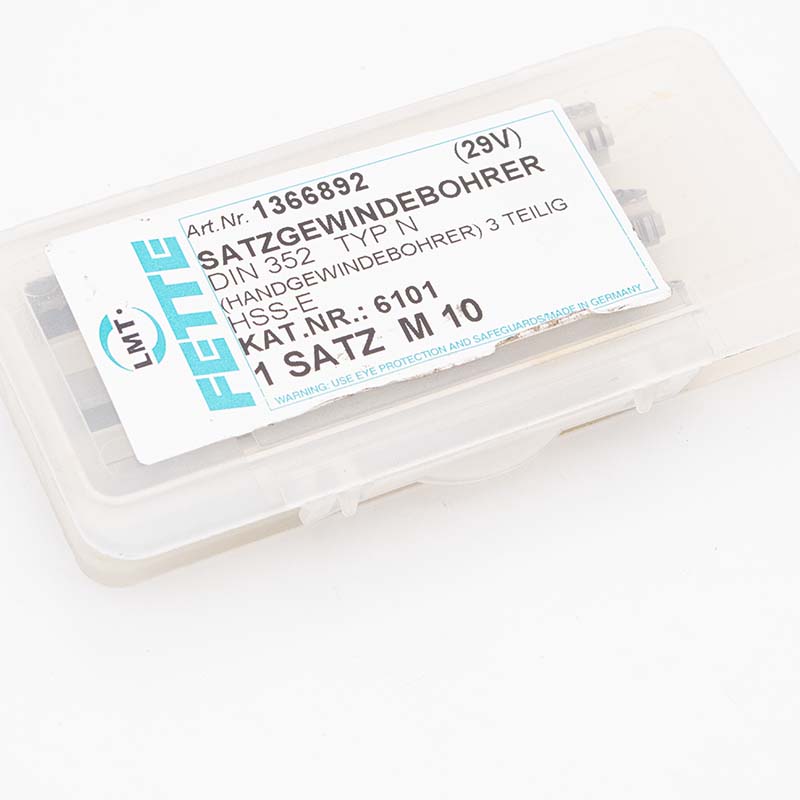 LMT.
FETTE
Art.Nr. 1366892 (29V)
SATZGEWINDEBOHRER
DIN 352 TYP N
(HANDGEWINDEBOHRER) 3 TEILIG
HSS-E
KAT.NR.: 6101
1 SATZ M 10
WARNING: USE EYE PROTECTION AND SAFEGUARDS/MADE IN GERMANY